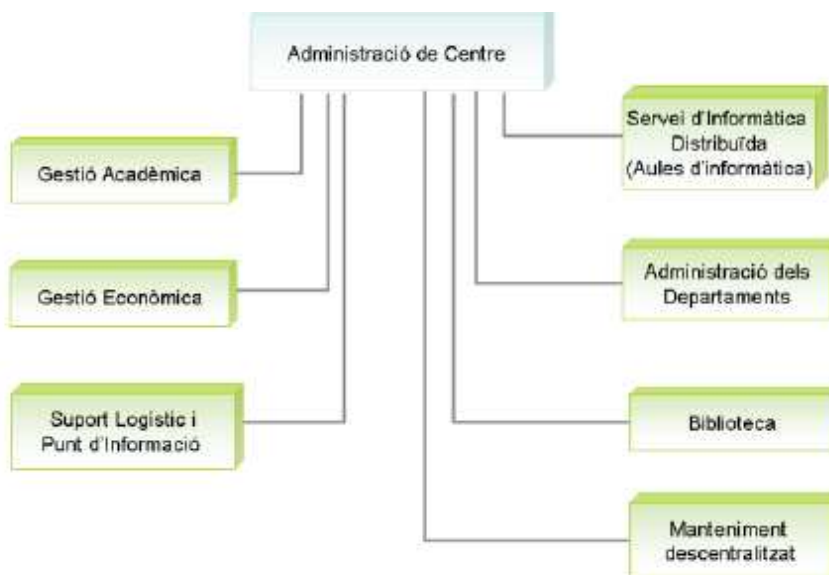 Administració de Centre
Gestió Acadèmica
Gestió Econòmica
Suport Logístic i
Punt d'Informació
Servei d'Informàtica
Distribuïda
(Aules d'informàtica)
Administració dels
Departaments
Biblioteca
Manteniment
descentralitzat